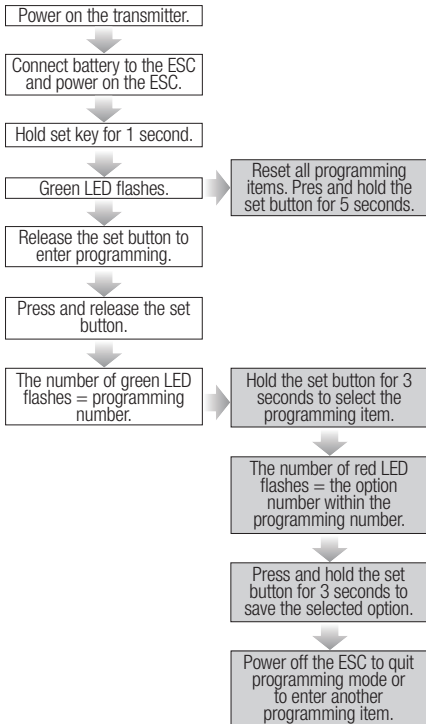 Power on the transmitter.
Connect battery to the ESC
and power on the ESC.
Hold set key for 1 second.
Green LED flashes.
Reset all programming
items. Pres and hold the
set button for 5 seconds.
Release the set button to
enter programming.
Press and release the set
button.
The number of green LED
flashes = programming
number.
Hold the set button for 3
seconds to select the
programming item.
The number of red LED
flashes = the option
number within the
programming number.
Press and hold the set
button for 3 seconds to
save the selected option.
Power off the ESC to quit
programming mode or
to enter another
programming item.